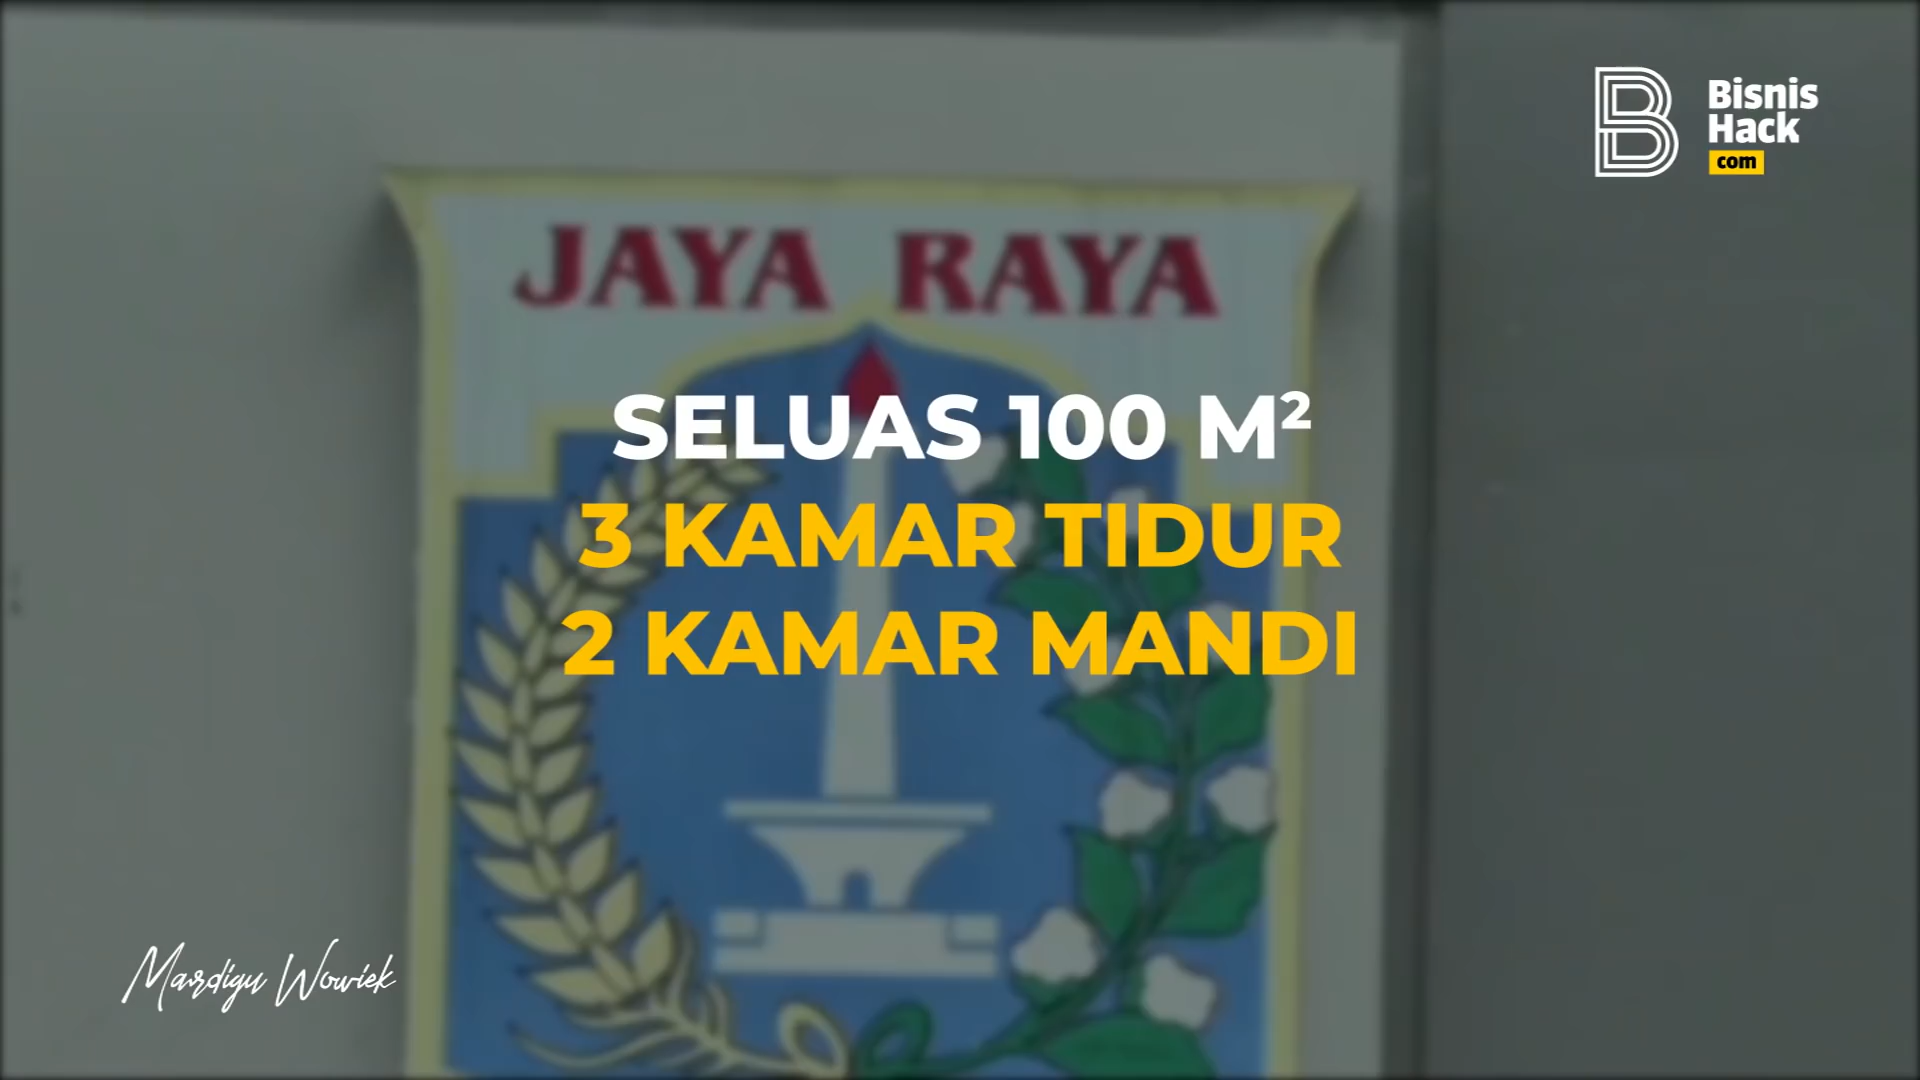 Bisnis
Hack
com
JAYA RAYA
SELUAS 100 M²
3 KAMAR TIDUR
2 KAMAR MANDI
Mardigu Wowiek